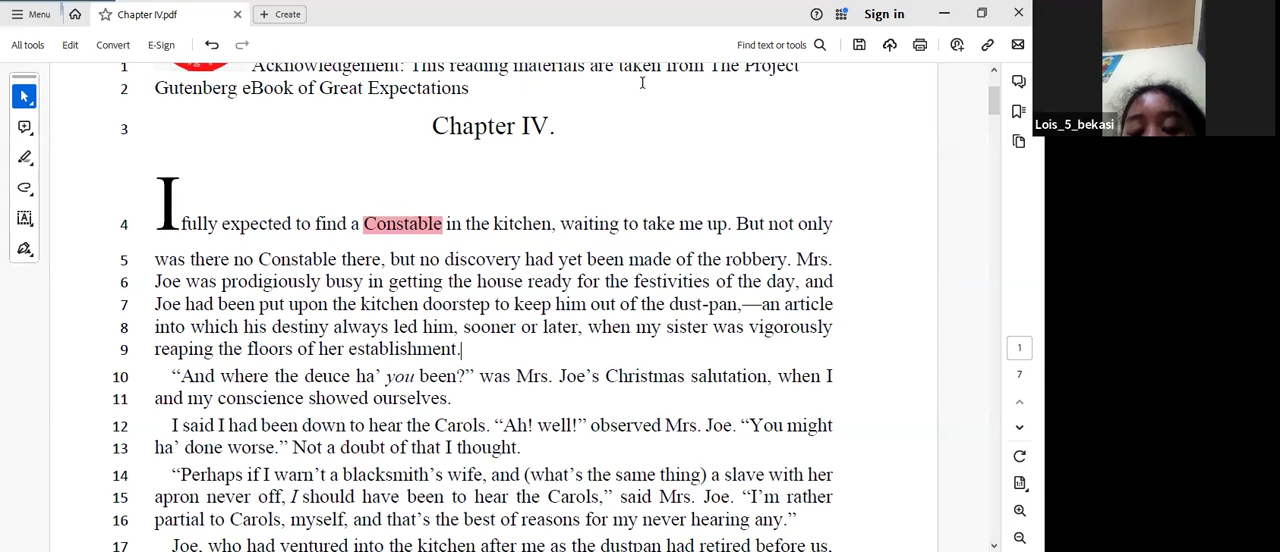 Menu
Chapter IV.pdf
Create
Sign in
All tools
Edit
Convert
E-Sign
Find text or tools
1 Acknowledgement: This reading materials are taken from The Project
2 Gutenberg eBook of Great Expectations
3 Chapter IV.
4 I fully expected to find a Constable in the kitchen, waiting to take me up. But not only
5 was there no Constable there, but no discovery had yet been made of the robbery. Mrs.
6 Joe was prodigiously busy in getting the house ready for the festivities of the day, and
7 Joe had been put upon the kitchen doorstep to keep him out of the dust-pan,—an article
8 into which his destiny always led him, sooner or later, when my sister was vigorously
9 reaping the floors of her establishment.
10 “And where the deuce ha’ you been?” was Mrs. Joe’s Christmas salutation, when I
11 and my conscience showed ourselves.
12 I said I had been down to hear the Carols. “Ah! well!” observed Mrs. Joe. “You might
13 ha’ done worse.” Not a doubt of that I thought.
14 “Perhaps if I warn’t a blacksmith’s wife, and (what’s the same thing) a slave with her
15 apron never off, I should have been to hear the Carols,” said Mrs. Joe. “I’m rather
16 partial to Carols, myself, and that’s the best of reasons for my never hearing any.”
17 Joe, who had ventured into the kitchen after me as the dustpan had retired before us,
1
7
Lois_5_bekasi